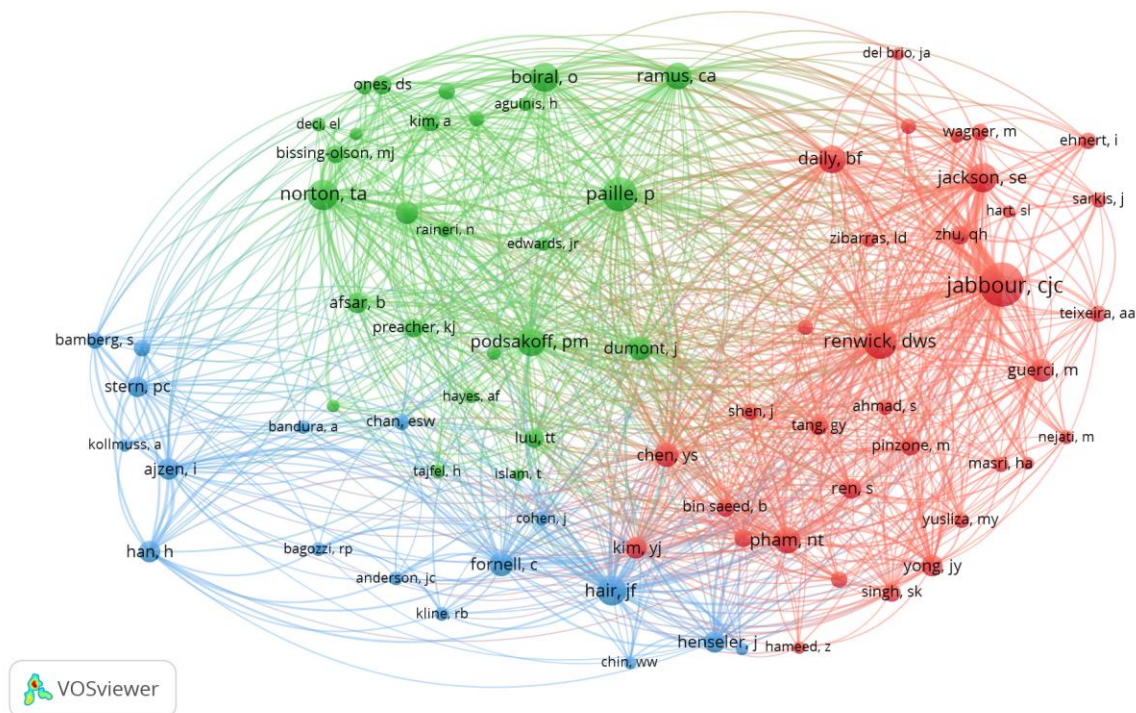 del brio, ja
ones, ds
boiral, o
ramus, ca
aguinis, h
deci, el
kim, a
wagner, m
ehnert, i
bissing-olson, mj
daily, bf
jackson, se
norton, ta
paille, p
sarkis, j
hart, sl
raineri, n
edwards, jr
zibarras, ld
zhu, qh
jabbour, cjc
afsar, b
teixeira, aa
preacher, kj
bamberg, s
podsakoff, pm
dumont, j
renwick, dws
guerci, m
stern, pc
hayes, af
shen, j
ahmad, s
bandura, a
chan, esw
tang, gy
nejati, m
kollmuss, a
luu, tt
pinzone, m
ajzen, i
tajfel, h
islam, t
chen, ys
masri, ha
ren, s
bin saeed, b
cohen, j
yusliza, my
han, h
bagozzi, rp
kim, yj
pham, nt
fornell, c
yong, jy
anderson, jc
hair, jf
singh, sk
kline, rb
henseler, j
hameed, z
chin, ww
VOSviewer